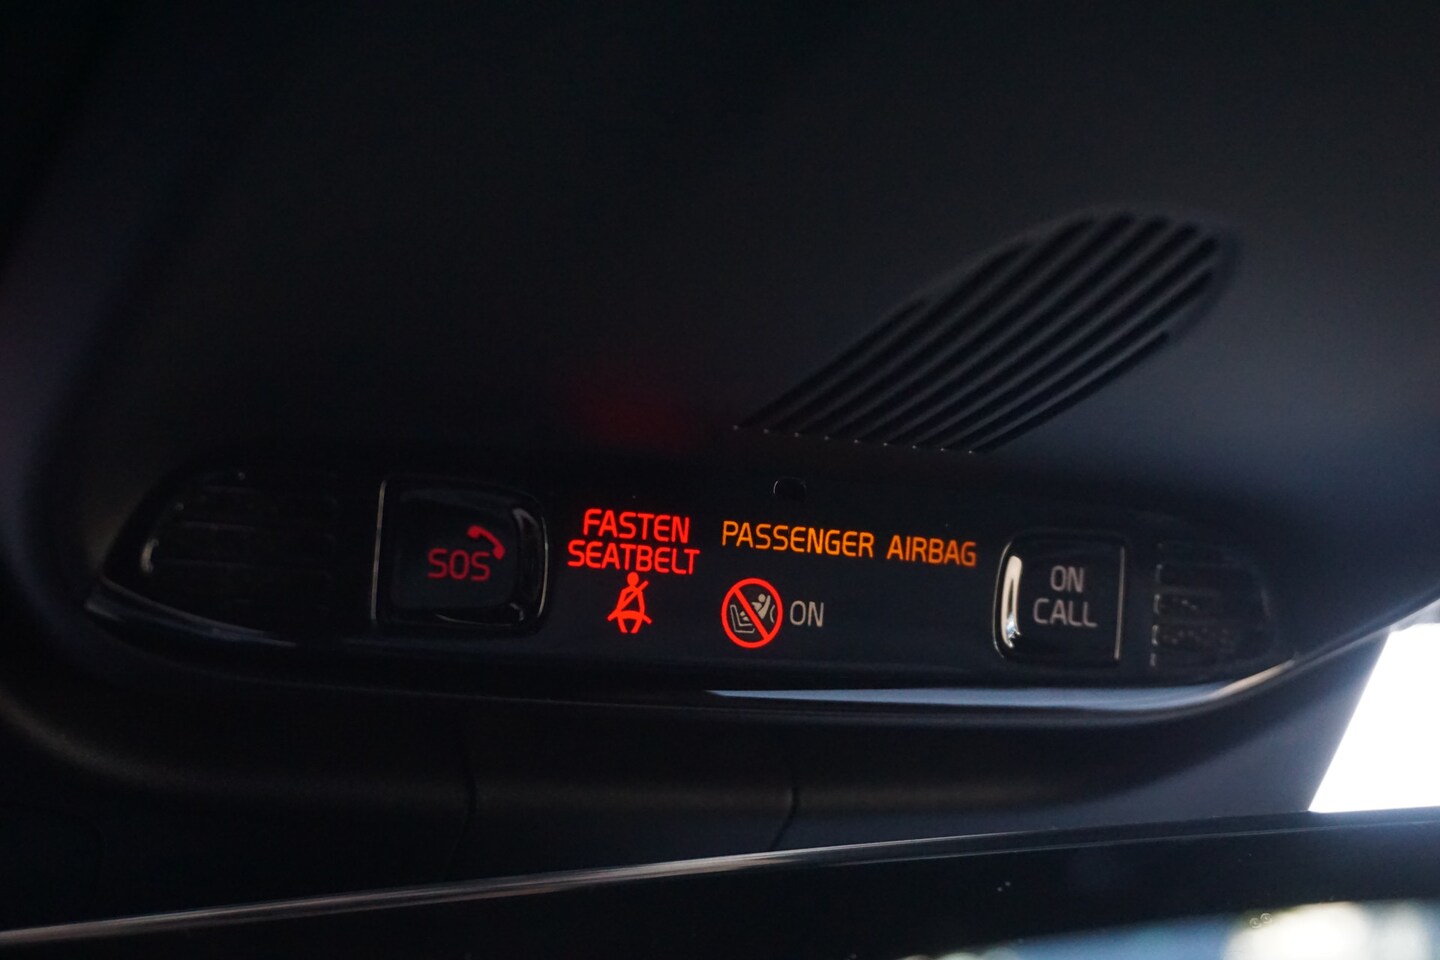 SOS
FASTEN
SEATBELT
PASSENGER AIRBAG
ON
ON
CALL